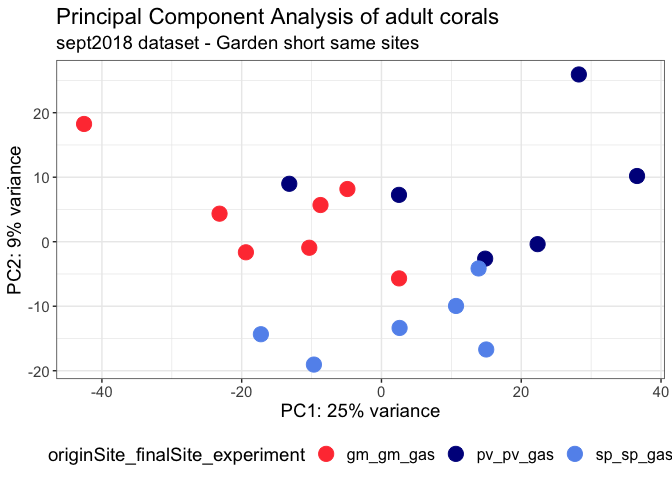 Principal Component Analysis of adult corals
sept2018 dataset - Garden short same sites
PC2: 9% variance
20
10
0
-10
-20
-40
-20
0
20
40
PC1: 25% variance
originSite_finalSite_experiment gm_gm_gas pv_pv_gas sp_sp_gas